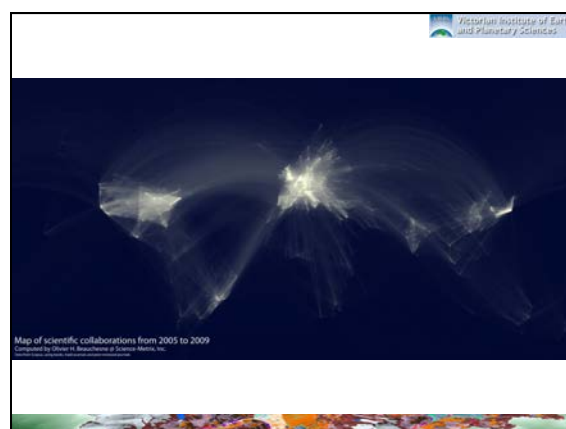 Victorian Institute of Ear
and Planetary Sciences
Map of scientific collaborations from 2005 to 2009
Computed by Olivier H. Beauchesne @ Science-Metrix, Inc.